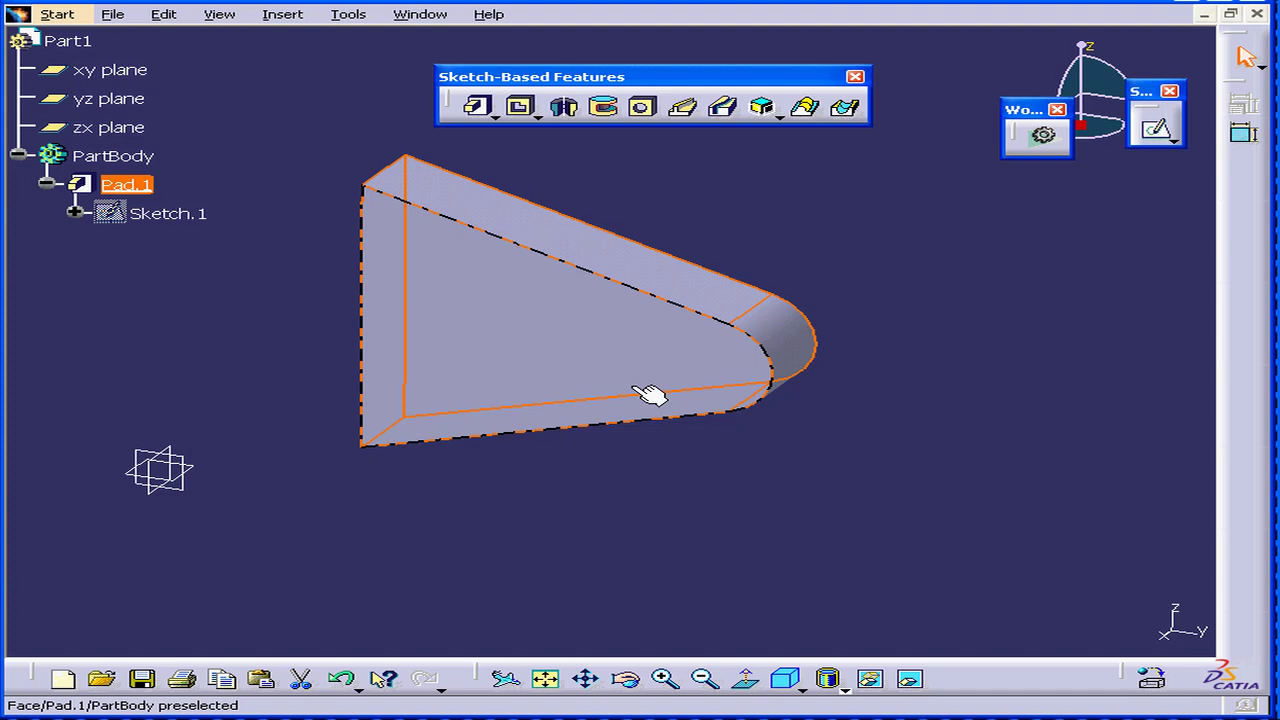 Start File Edit View Insert Tools Window Help
Part1
xy plane
yz plane
zx plane
PartBody
Pad.1
Sketch.1
Sketch-Based Features
Wo...
S...
z
z
x y
CATIA
Face/Pad.1/PartBody preselected